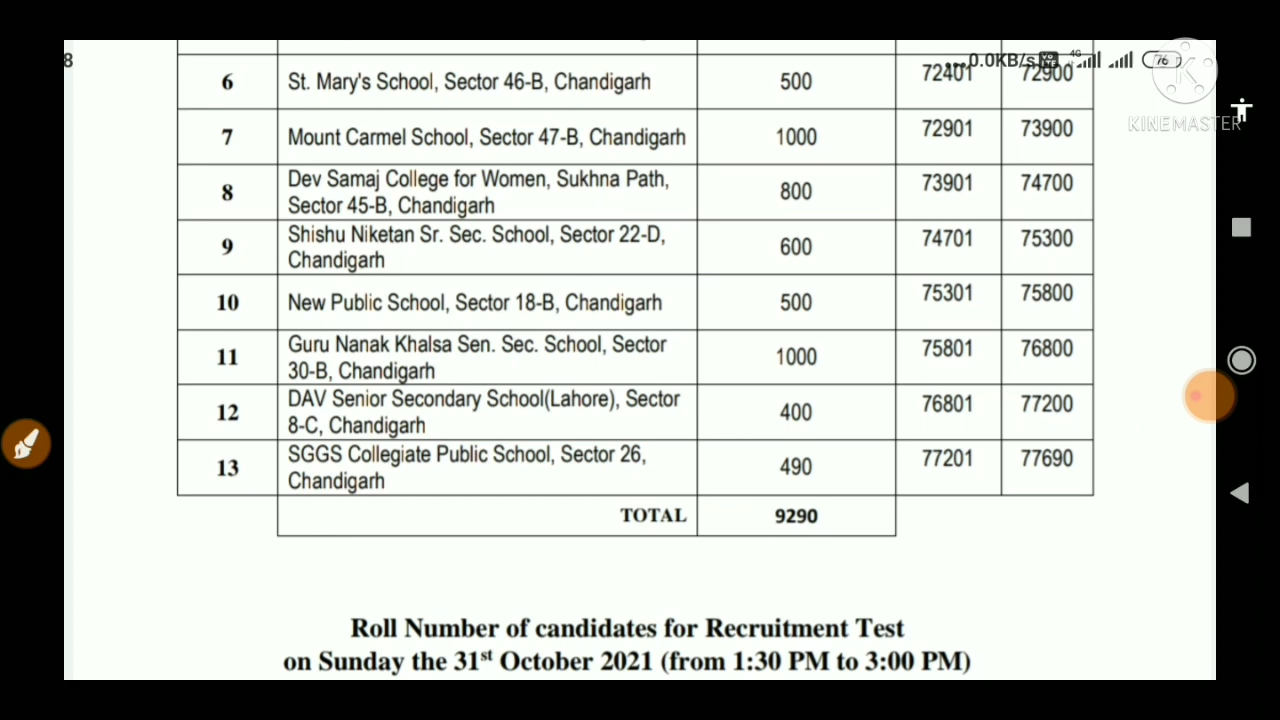 8
0.0KB/s
4G
76
KINEMASTER
6 St. Mary's School, Sector 46-B, Chandigarh 500 72401 72900
7 Mount Carmel School, Sector 47-B, Chandigarh 1000 72901 73900
8 Dev Samaj College for Women, Sukhna Path, 800 73901 74700
Sector 45-B, Chandigarh
9 Shishu Niketan Sr. Sec. School, Sector 22-D, 600 74701 75300
Chandigarh
10 New Public School, Sector 18-B, Chandigarh 500 75301 75800
11 Guru Nanak Khalsa Sen. Sec. School, Sector 1000 75801 76800
30-B, Chandigarh
12 DAV Senior Secondary School(Lahore), Sector 400 76801 77200
8-C, Chandigarh
13 SGGS Collegiate Public School, Sector 26, 490 77201 77690
Chandigarh
TOTAL 9290
Roll Number of candidates for Recruitment Test
on Sunday the 31st October 2021 (from 1:30 PM to 3:00 PM)